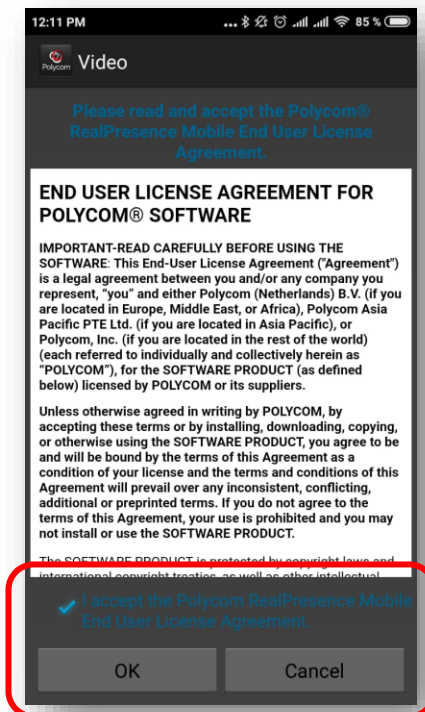 12:11 PM ... 85 %
Polycom Video
Please read and accept the Polycom®
RealPresence Mobile End User License
Agreement.
END USER LICENSE AGREEMENT FOR
POLYCOM® SOFTWARE
IMPORTANT-READ CAREFULLY BEFORE USING THE
SOFTWARE: This End-User License Agreement ("Agreement")
is a legal agreement between you and/or any company you
represent, “you” and either Polycom (Netherlands) B.V. (if you
are located in Europe, Middle East, or Africa), Polycom Asia
Pacific PTE Ltd. (if you are located in Asia Pacific), or
Polycom, Inc. (if you are located in the rest of the world)
(each referred to individually and collectively herein as
“POLYCOM”), for the SOFTWARE PRODUCT (as defined
below) licensed by POLYCOM or its suppliers.
Unless otherwise agreed in writing by POLYCOM, by
accepting these terms or by installing, downloading, copying,
or otherwise using the SOFTWARE PRODUCT, you agree to be
and will be bound by the terms of this Agreement as a
condition of your license and the terms and conditions of this
Agreement will prevail over any inconsistent, conflicting,
additional or preprinted terms. If you do not agree to the
terms of this Agreement, your use is prohibited and you may
not install or use the SOFTWARE PRODUCT.
The SOFTWARE PRODUCT is protected by copyright laws and
international copyright treaties, as well as other intellectual
I accept the Polycom RealPresence Mobile
End User License Agreement.
OK Cancel